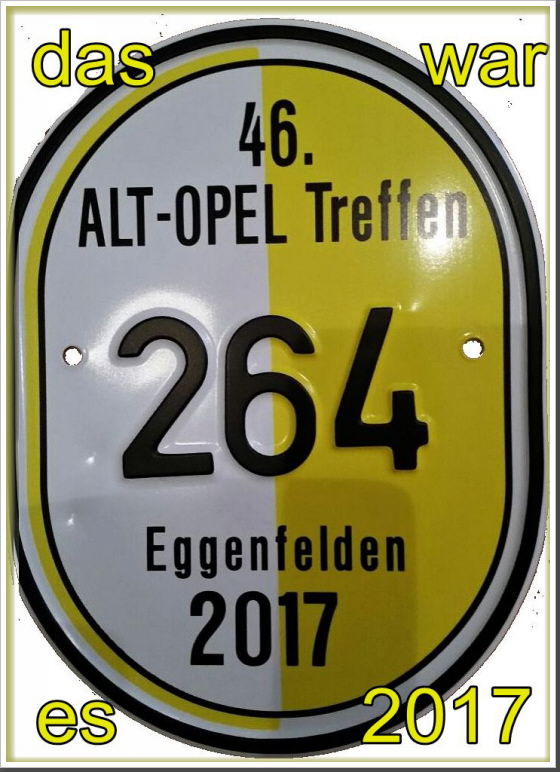 das war
46.
ALT-OPEL Treffen
264
Eggenfelden
2017
es 2017